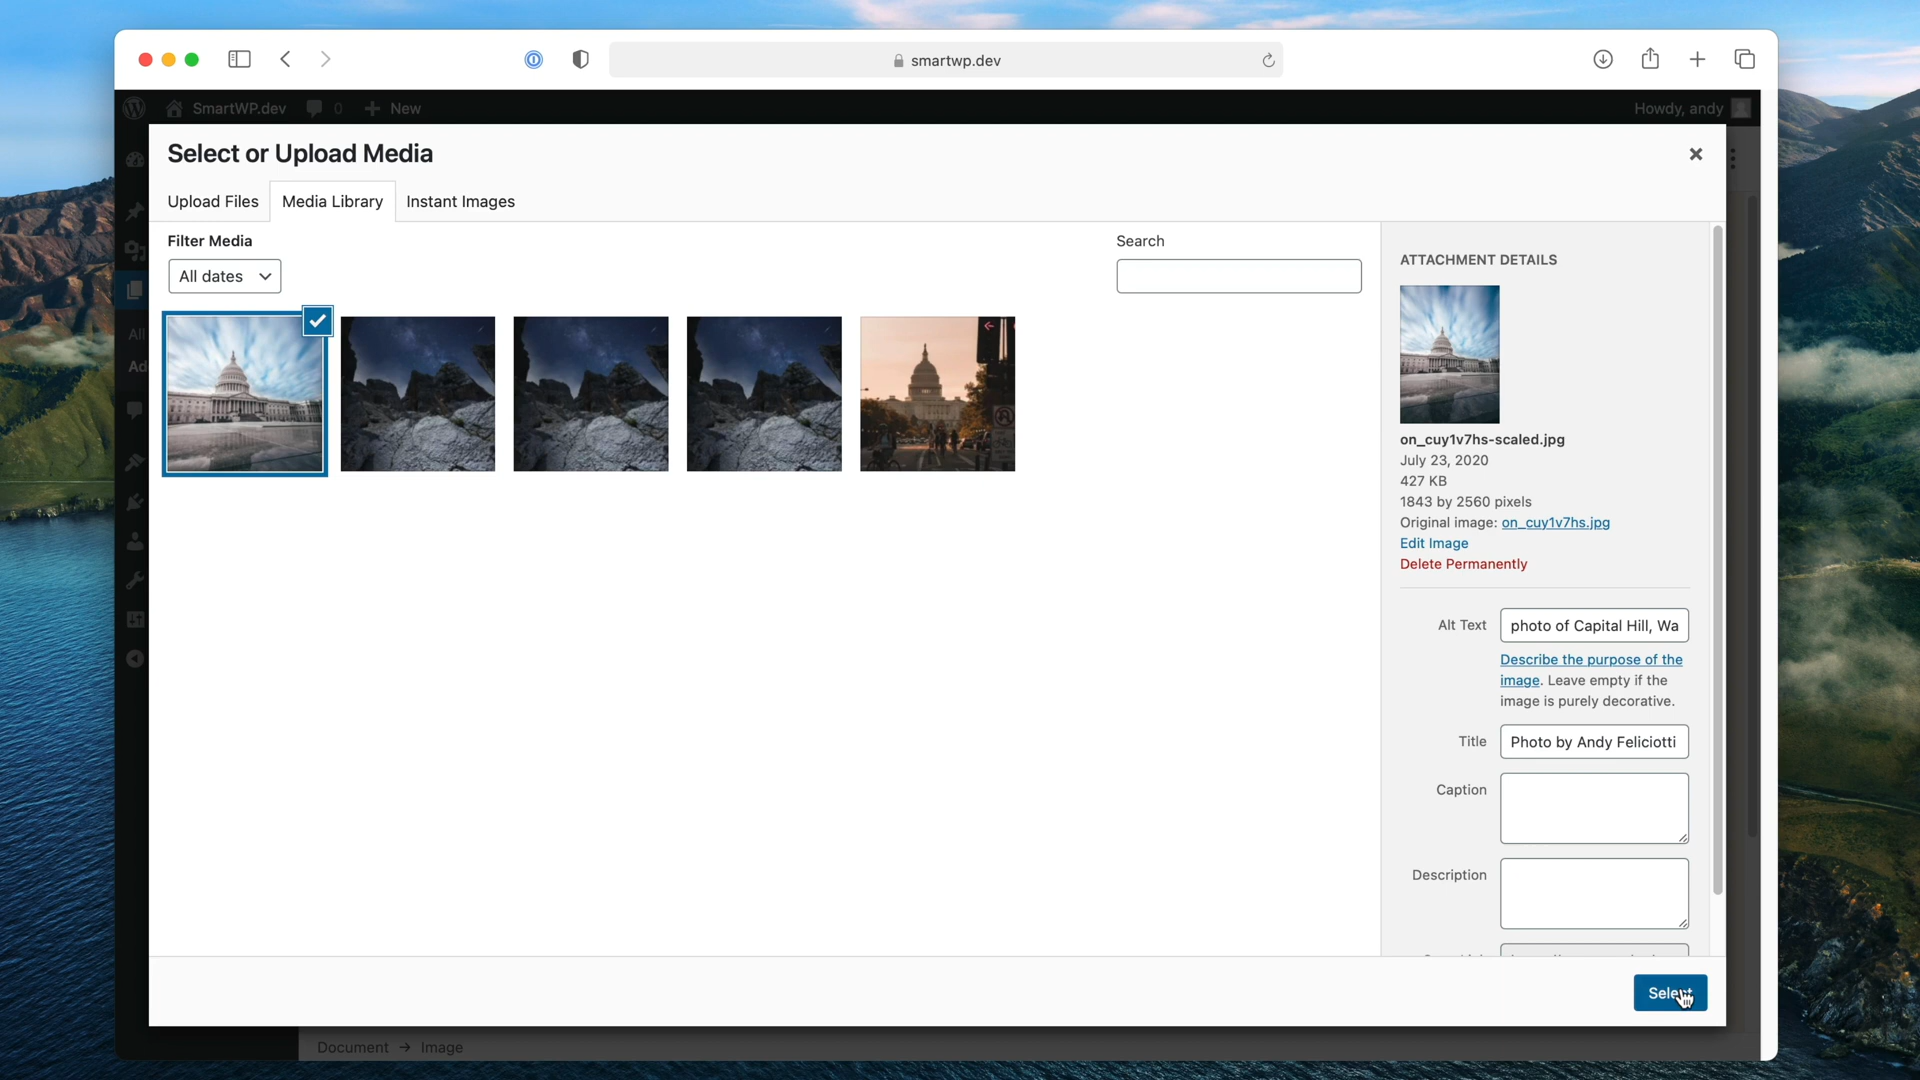 smartwp.dev
SmartWP.dev 0 New
Howdy, andy
Select or Upload Media
Upload Files
Media Library
Instant Images
Filter Media
All dates
Search
ATTACHMENT DETAILS
on_cuy1v7hs-scaled.jpg
July 23, 2020
427 KB
1843 by 2560 pixels
Original image: on_cuy1v7hs.jpg
Edit Image
Delete Permanently
Alt Text photo of Capital Hill, Wa
Describe the purpose of the
image. Leave empty if the
image is purely decorative.
Title Photo by Andy Feliciotti
Caption
Description
Select
All
Ad
Document → Image